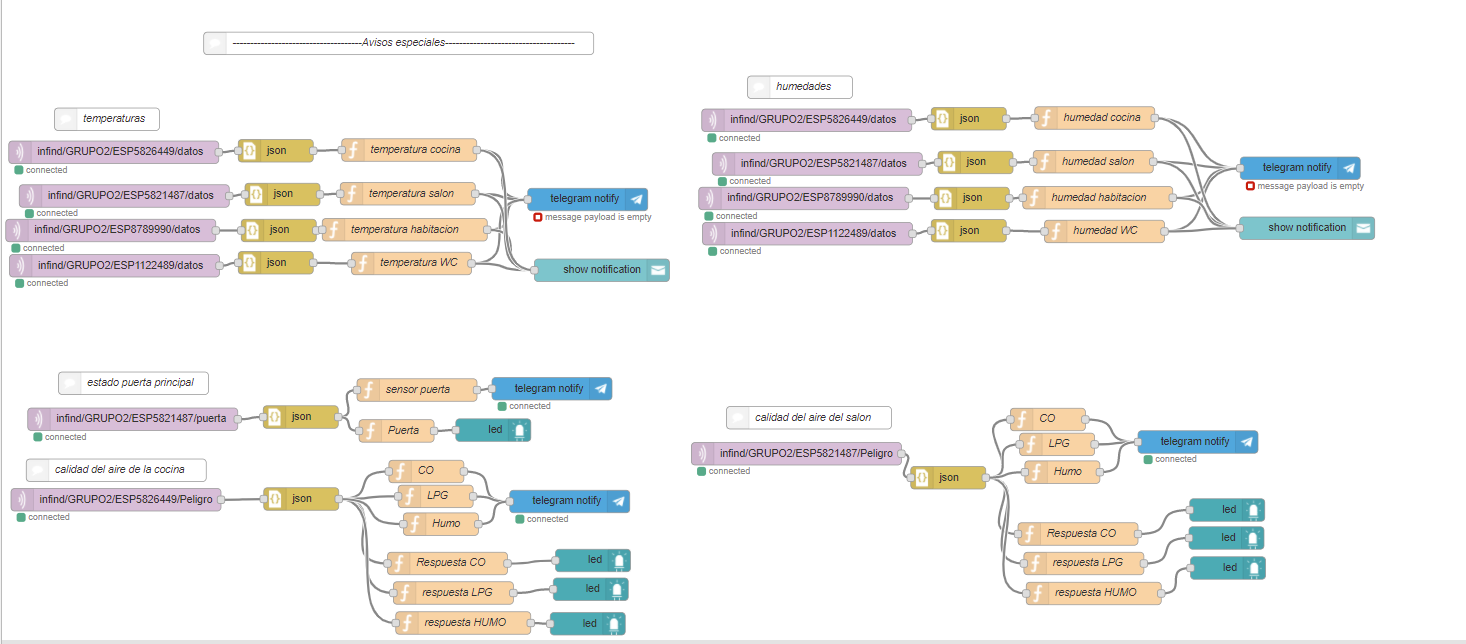 ------------------------------------Avisos especiales------------------------------------
temperaturas
infind/GRUPO2/ESP5826449/datos
connected
json
temperatura cocina
infind/GRUPO2/ESP5821487/datos
connected
json
temperatura salon
infind/GRUPO2/ESP8789990/datos
connected
json
temperatura habitacion
infind/GRUPO2/ESP1122489/datos
connected
json
temperatura WC
telegram notify
message payload is empty
show notification
humedades
infind/GRUPO2/ESP5826449/datos
connected
json
humedad cocina
infind/GRUPO2/ESP5821487/datos
connected
json
humedad salon
infind/GRUPO2/ESP8789990/datos
connected
json
humedad habitacion
infind/GRUPO2/ESP1122489/datos
connected
json
humedad WC
telegram notify
message payload is empty
show notification
estado puerta principal
infind/GRUPO2/ESP5821487/puerta
connected
json
sensor puerta
telegram notify
connected
Puerta
led
calidad del aire de la cocina
infind/GRUPO2/ESP5826449/Peligro
connected
json
CO
LPG
Humo
telegram notify
connected
Respuesta CO
led
respuesta LPG
led
respuesta HUMO
led
calidad del aire del salon
infind/GRUPO2/ESP5821487/Peligro
connected
json
CO
LPG
Humo
telegram notify
connected
Respuesta CO
led
respuesta LPG
led
respuesta HUMO
led